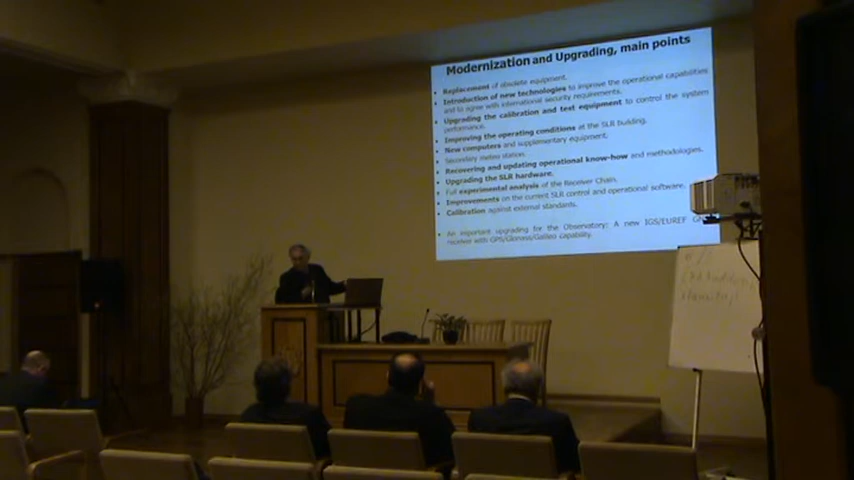 Modernization and Upgrading, main points
Replacement of obsolete equipment.
Introduction of new technologies to improve the operational capabilities
and to agree with international security requirements.
Upgrading the calibration and test equipment to control the system
performance.
Improving the operating conditions at the SLR building.
New computers and supplementary equipment.
Secondary meteo station.
Recovering and updating operational know-how and methodologies.
Upgrading the SLR hardware.
Full experimental analysis of the Receiver Chain.
Improvements on the current SLR control and operational software.
Calibration against external standards.
An important upgrading for the Observatory: A new IGS/EUREF
receiver with GPS/Glonass/Galileo capability.